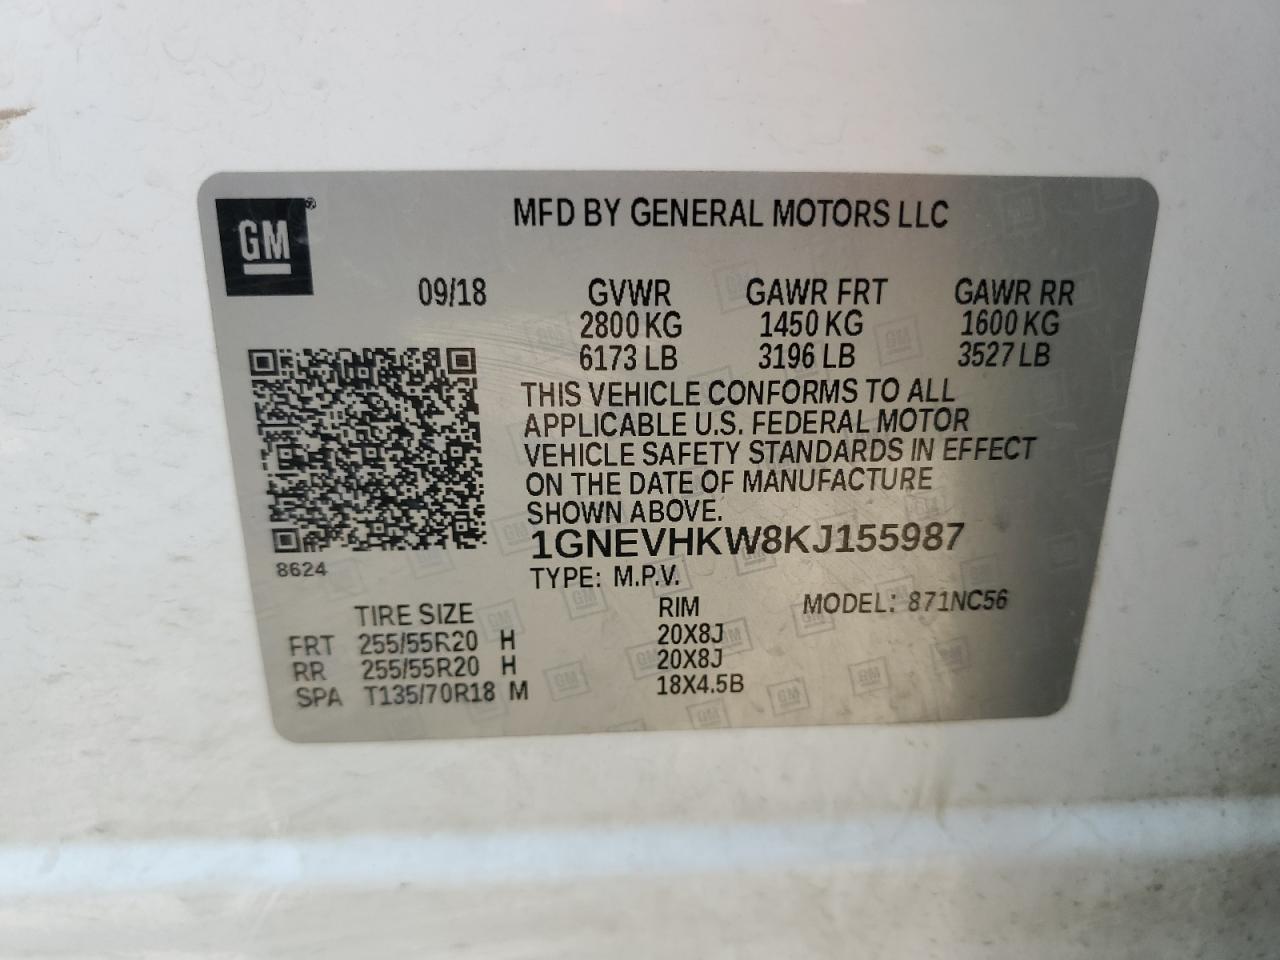 MFD BY GENERAL MOTORS LLC
GM®
09/18 GVWR GAWR FRT GAWR RR
2800 KG 1450 KG 1600 KG
6173 LB 3196 LB 3527 LB
THIS VEHICLE CONFORMS TO ALL
APPLICABLE U.S. FEDERAL MOTOR
VEHICLE SAFETY STANDARDS IN EFFECT
ON THE DATE OF MANUFACTURE
SHOWN ABOVE.
1GNEVHKW8KJ155987
8624
TYPE: M.P.V.
TIRE SIZE RIM MODEL: 871NC56
FRT 255/55R20 H 20X8J
RR 255/55R20 H 20X8J
SPA T135/70R18 M 18X4.5B